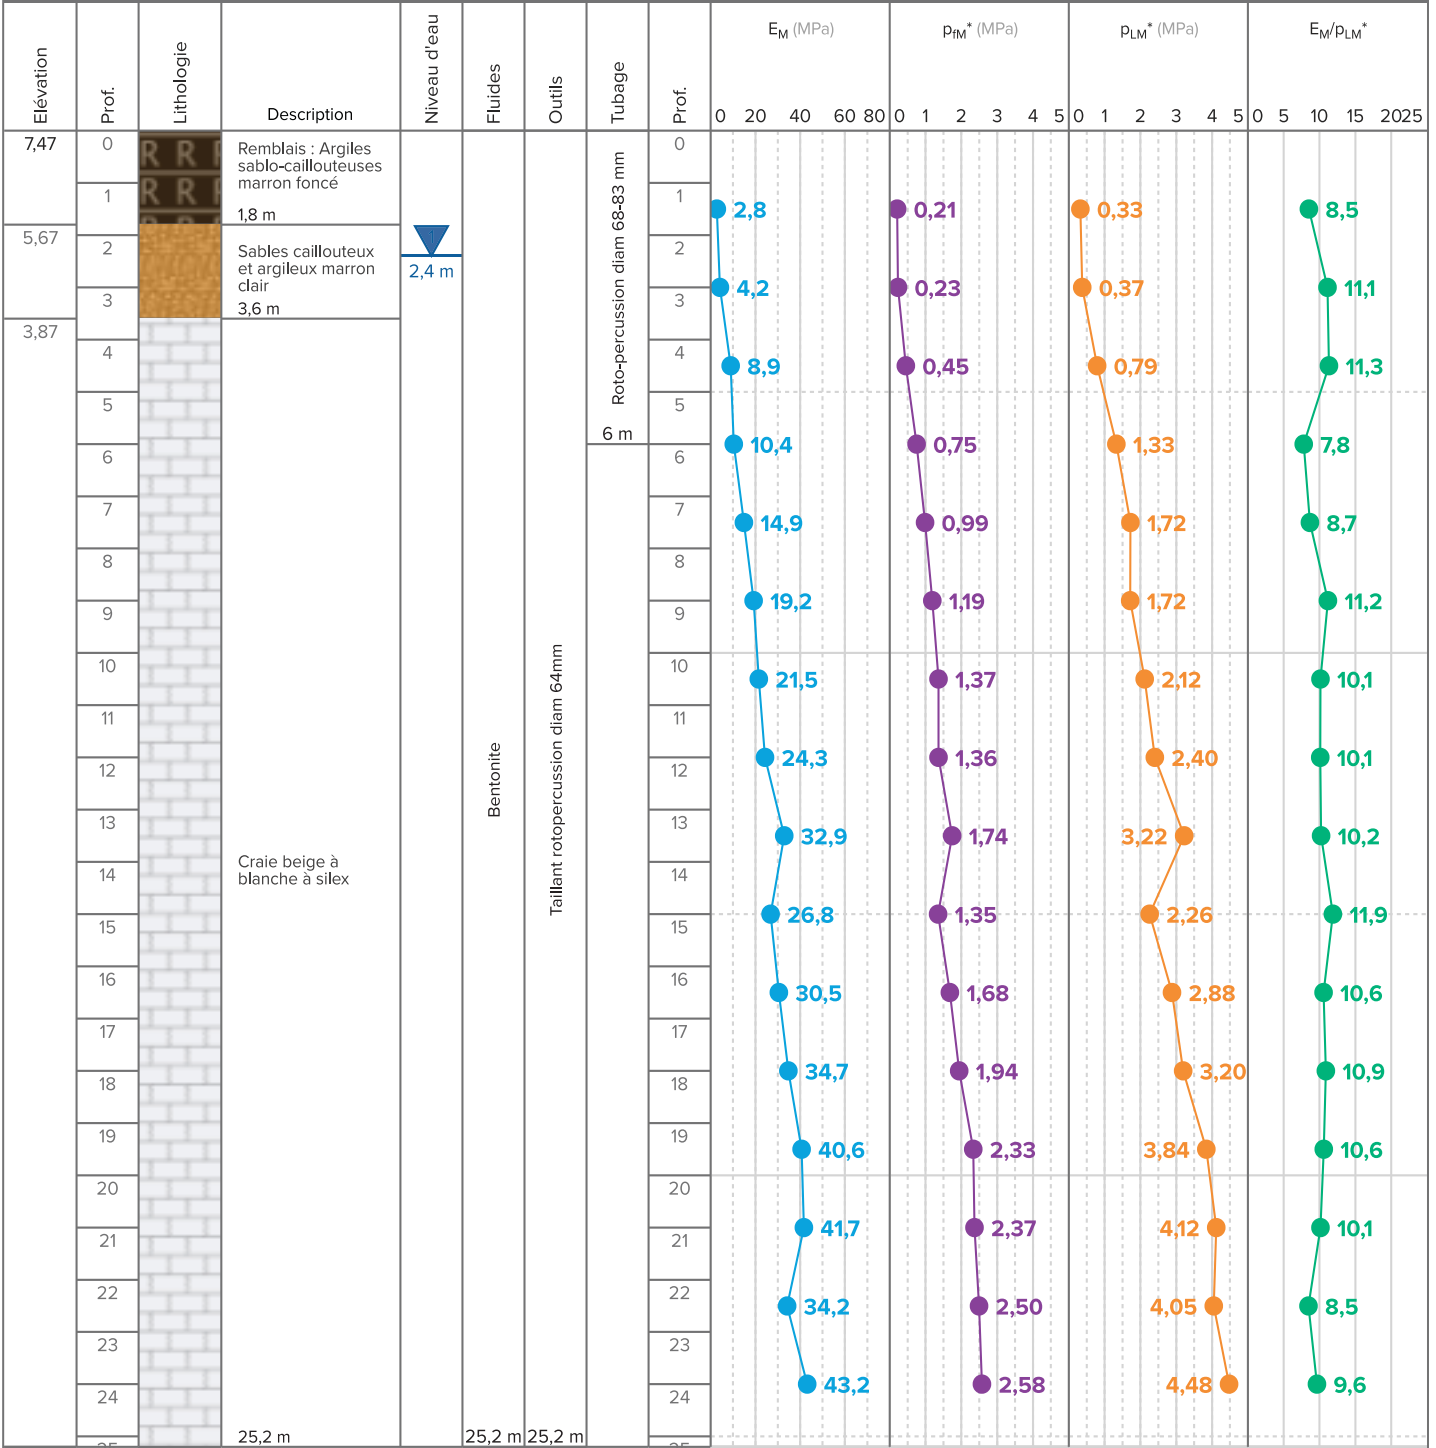 Elévation
Prof.
Lithologie
Description
Niveau d'eau
Fluides
Outils
Tubage
Prof.
E_M (MPa)
p_fM* (MPa)
p_LM* (MPa)
E_M/p_LM*
0 20 40 60 80
0 1 2 3 4 5
0 1 2 3 4 5
0 5 10 15 20 25
7,47
5,67
3,87
0
1
2
3
4
5
6
7
8
9
10
11
12
13
14
15
16
17
18
19
20
21
22
23
24
25
R R R
R R R
R R R
Remblais : Argiles
sablo-caillouteuses
marron foncé
1,8 m
Sables caillouteux
et argileux marron
clair
3,6 m
Craie beige à
blanche à silex
25,2 m
2,4 m
Bentonite
25,2 m
Taillant rotopercussion diam 64mm
25,2 m
Roto-percussion diam 68-83 mm
6 m
0
1
2
3
4
5
6
7
8
9
10
11
12
13
14
15
16
17
18
19
20
21
22
23
24
25
2,8 0,21 0,33 8,5
4,2 0,23 0,37 11,1
8,9 0,45 0,79 11,3
10,4 0,75 1,33 7,8
14,9 0,99 1,72 8,7
19,2 1,19 1,72 11,2
21,5 1,37 2,12 10,1
24,3 1,36 2,40 10,1
32,9 1,74 3,22 10,2
26,8 1,35 2,26 11,9
30,5 1,68 2,88 10,6
34,7 1,94 3,20 10,9
40,6 2,33 3,84 10,6
41,7 2,37 4,12 10,1
34,2 2,50 4,05 8,5
43,2 2,58 4,48 9,6